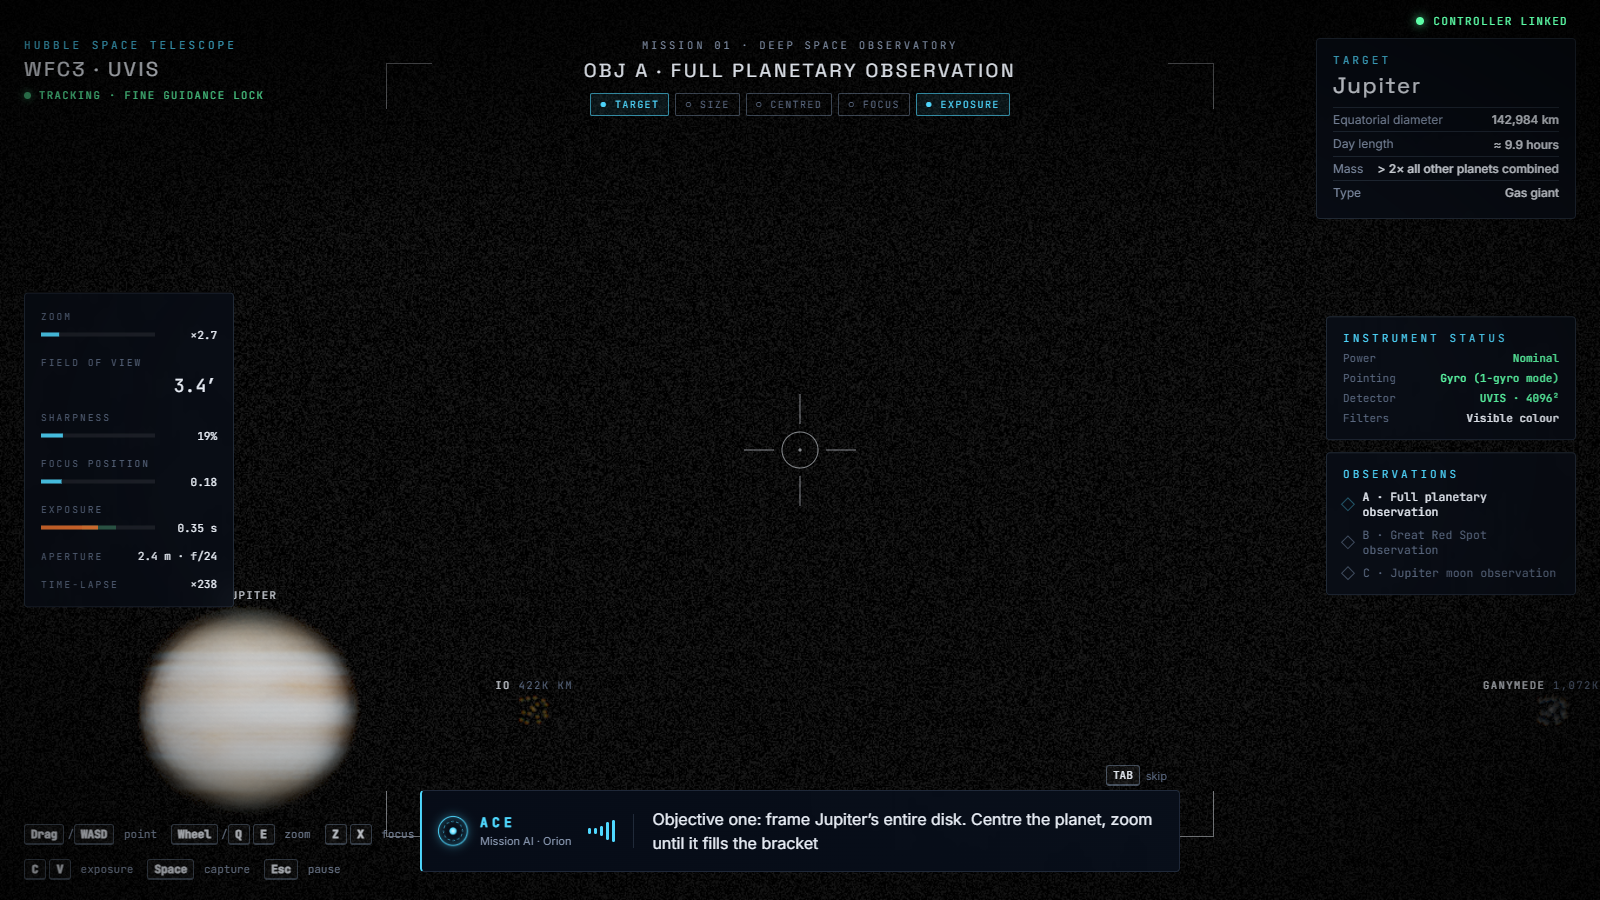 CONTROLLER LINKED
HUBBLE SPACE TELESCOPE
WFC3 · UVIS
TRACKING · FINE GUIDANCE LOCK
MISSION 01 · DEEP SPACE OBSERVATORY
OBJ A · FULL PLANETARY OBSERVATION
TARGET SIZE CENTRED FOCUS EXPOSURE
TARGET
Jupiter
Equatorial diameter 142,984 km
Day length ≈ 9.9 hours
Mass > 2× all other planets combined
Type Gas giant
ZOOM
×2.7
FIELD OF VIEW
3.4′
SHARPNESS
19%
FOCUS POSITION
0.18
EXPOSURE
0.35 s
APERTURE 2.4 m · f/24
TIME-LAPSE ×238
INSTRUMENT STATUS
Power Nominal
Pointing Gyro (1-gyro mode)
Detector UVIS · 4096²
Filters Visible colour
OBSERVATIONS
A · Full planetary
observation
B · Great Red Spot
observation
C · Jupiter moon observation
UPITER
IO 422K KM
GANYMEDE 1,072K
TAB skip
ACE
Mission AI · Orion
Objective one: frame Jupiter’s entire disk. Centre the planet, zoom
until it fills the bracket
Drag / WASD point Wheel / Q E zoom Z X focus
C V exposure Space capture Esc pause